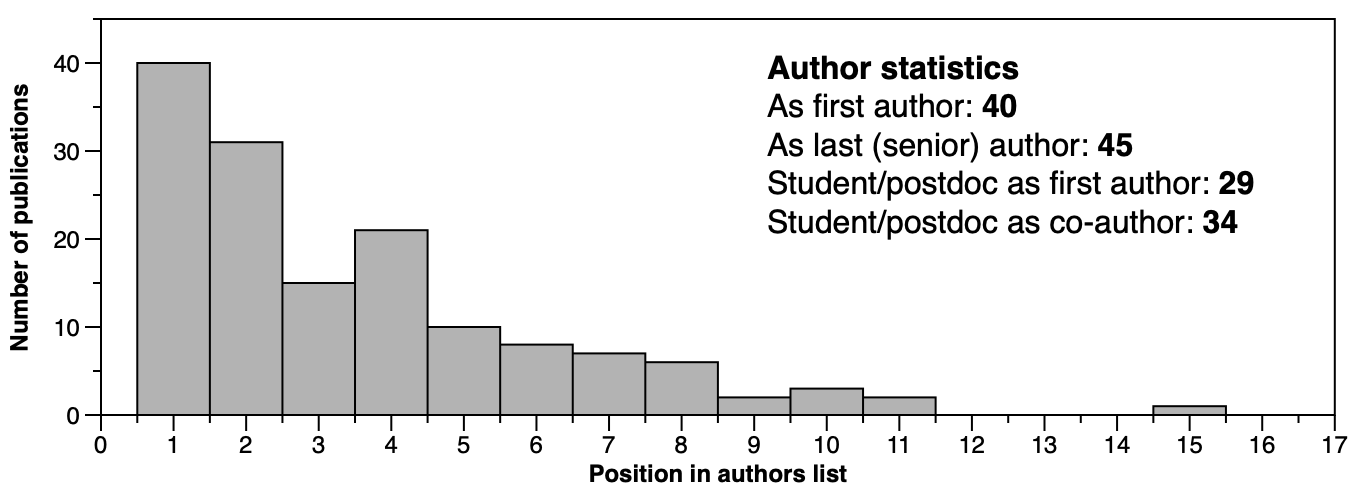 Author statistics
As first author: 40
As last (senior) author: 45
Student/postdoc as first author: 29
Student/postdoc as co-author: 34
Number of publications
40
30
20
10
0
0 1 2 3 4 5 6 7 8 9 10 11 12 13 14 15 16 17
Position in authors list